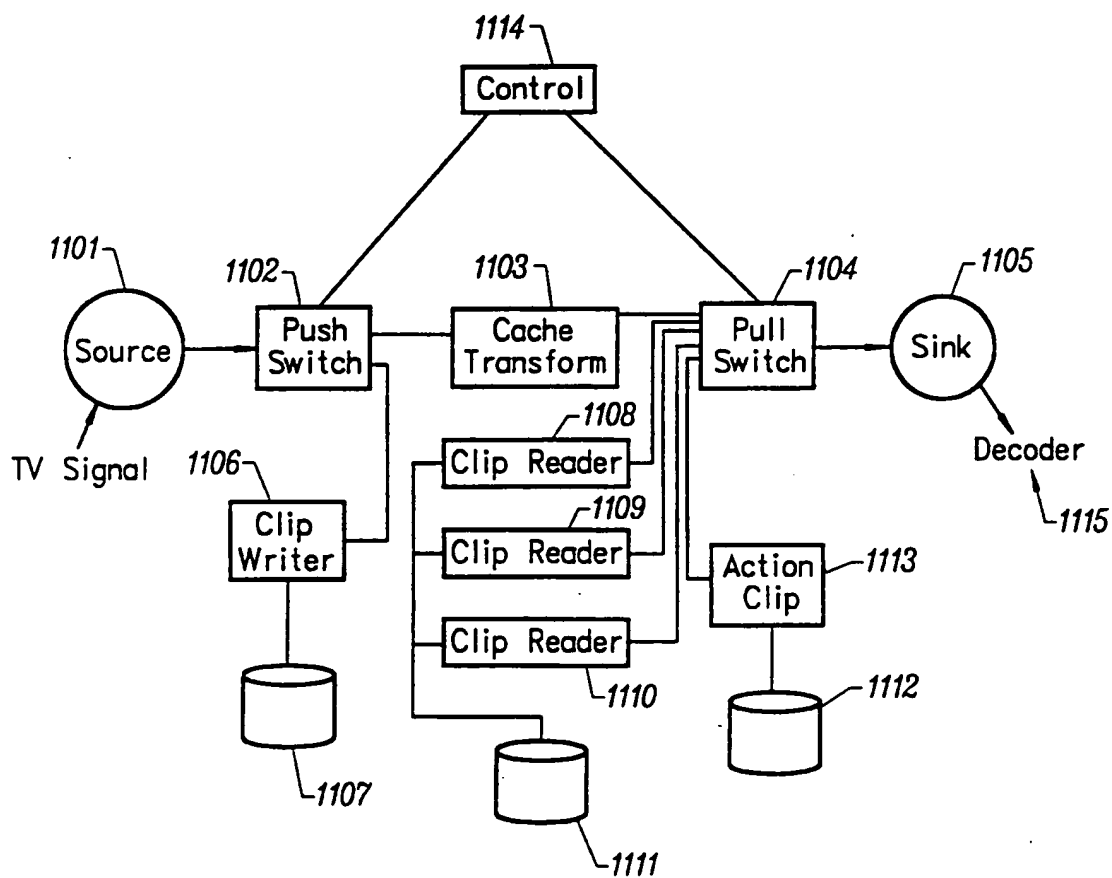 1114
Control
1101
1102
1103
1104
1105
Source
Push
Switch
Cache
Transform
Pull
Switch
Sink
TV Signal
Decoder
1115
1106
Clip
Writer
1108
Clip Reader
1109
Clip Reader
Clip Reader
1110
Action
Clip
1113
1107
1112
1111